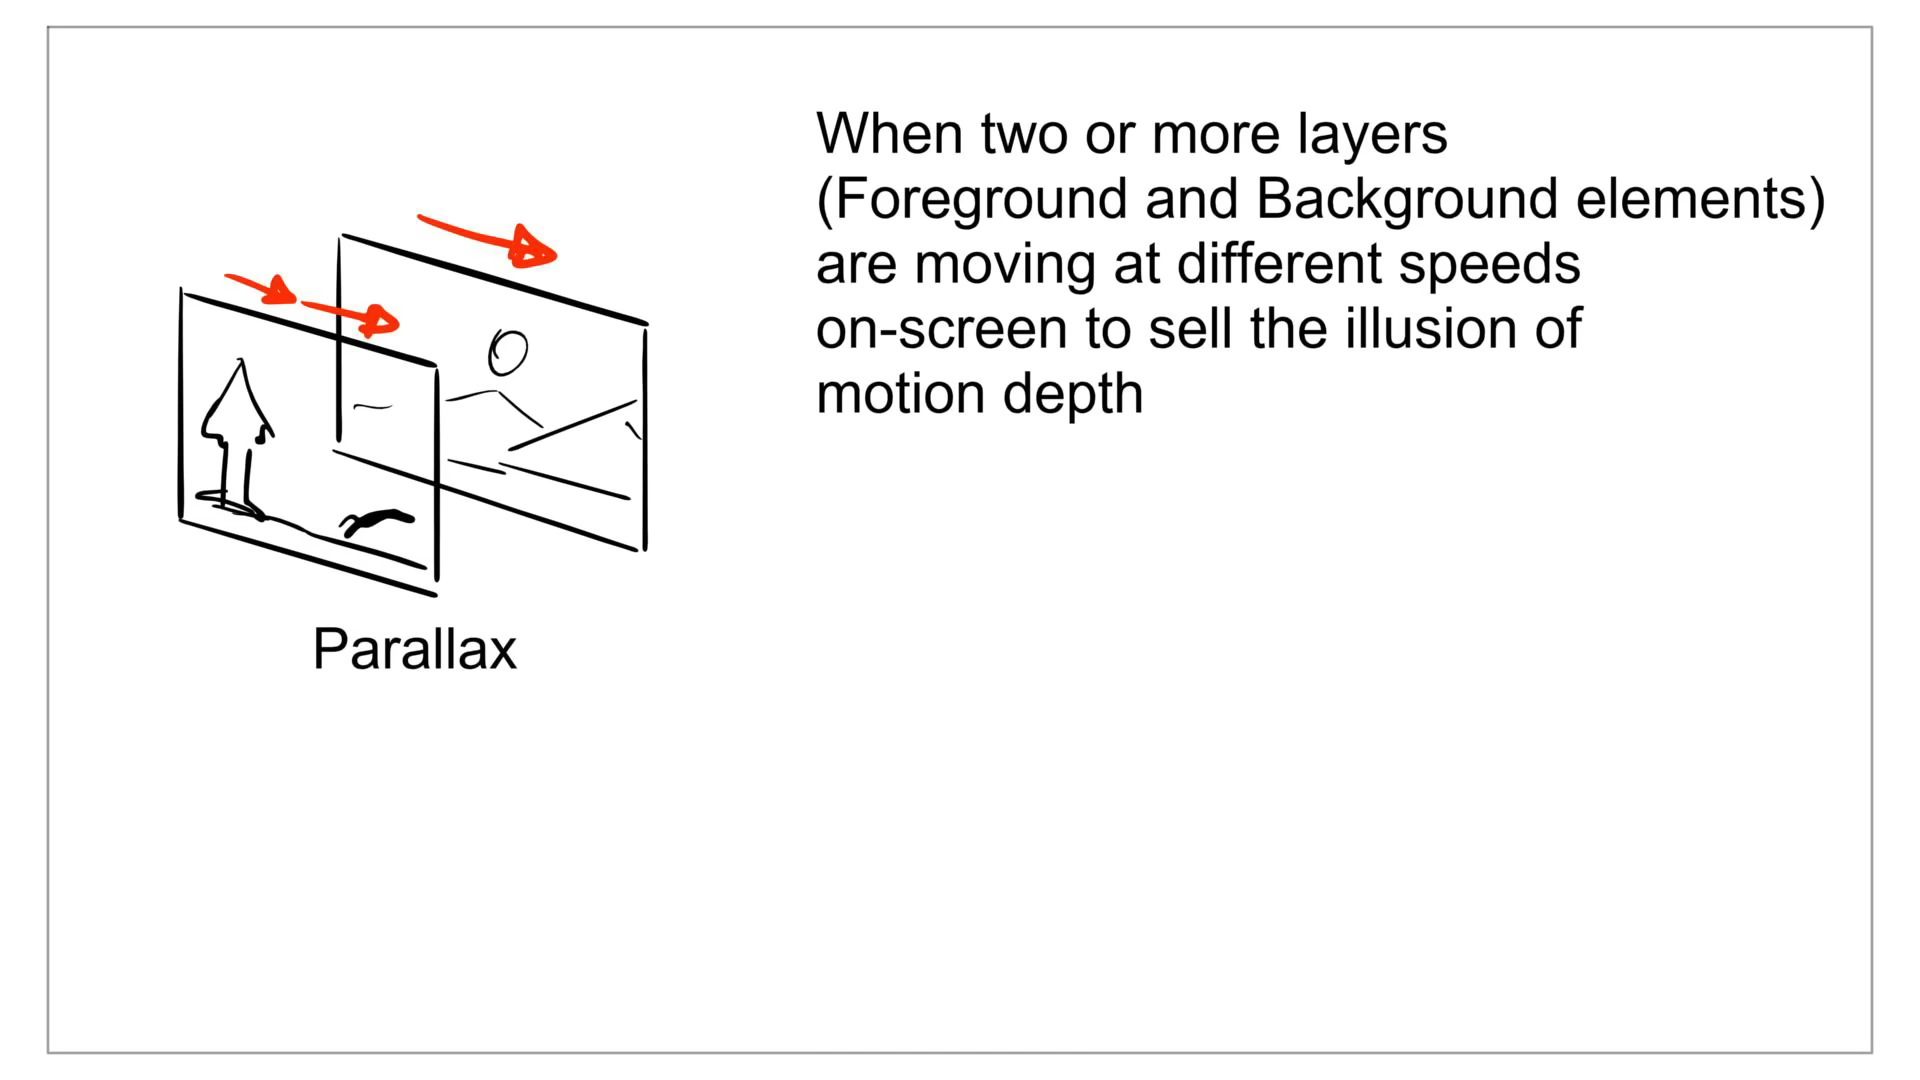 When two or more layers
(Foreground and Background elements)
are moving at different speeds
on-screen to sell the illusion of
motion depth
Parallax